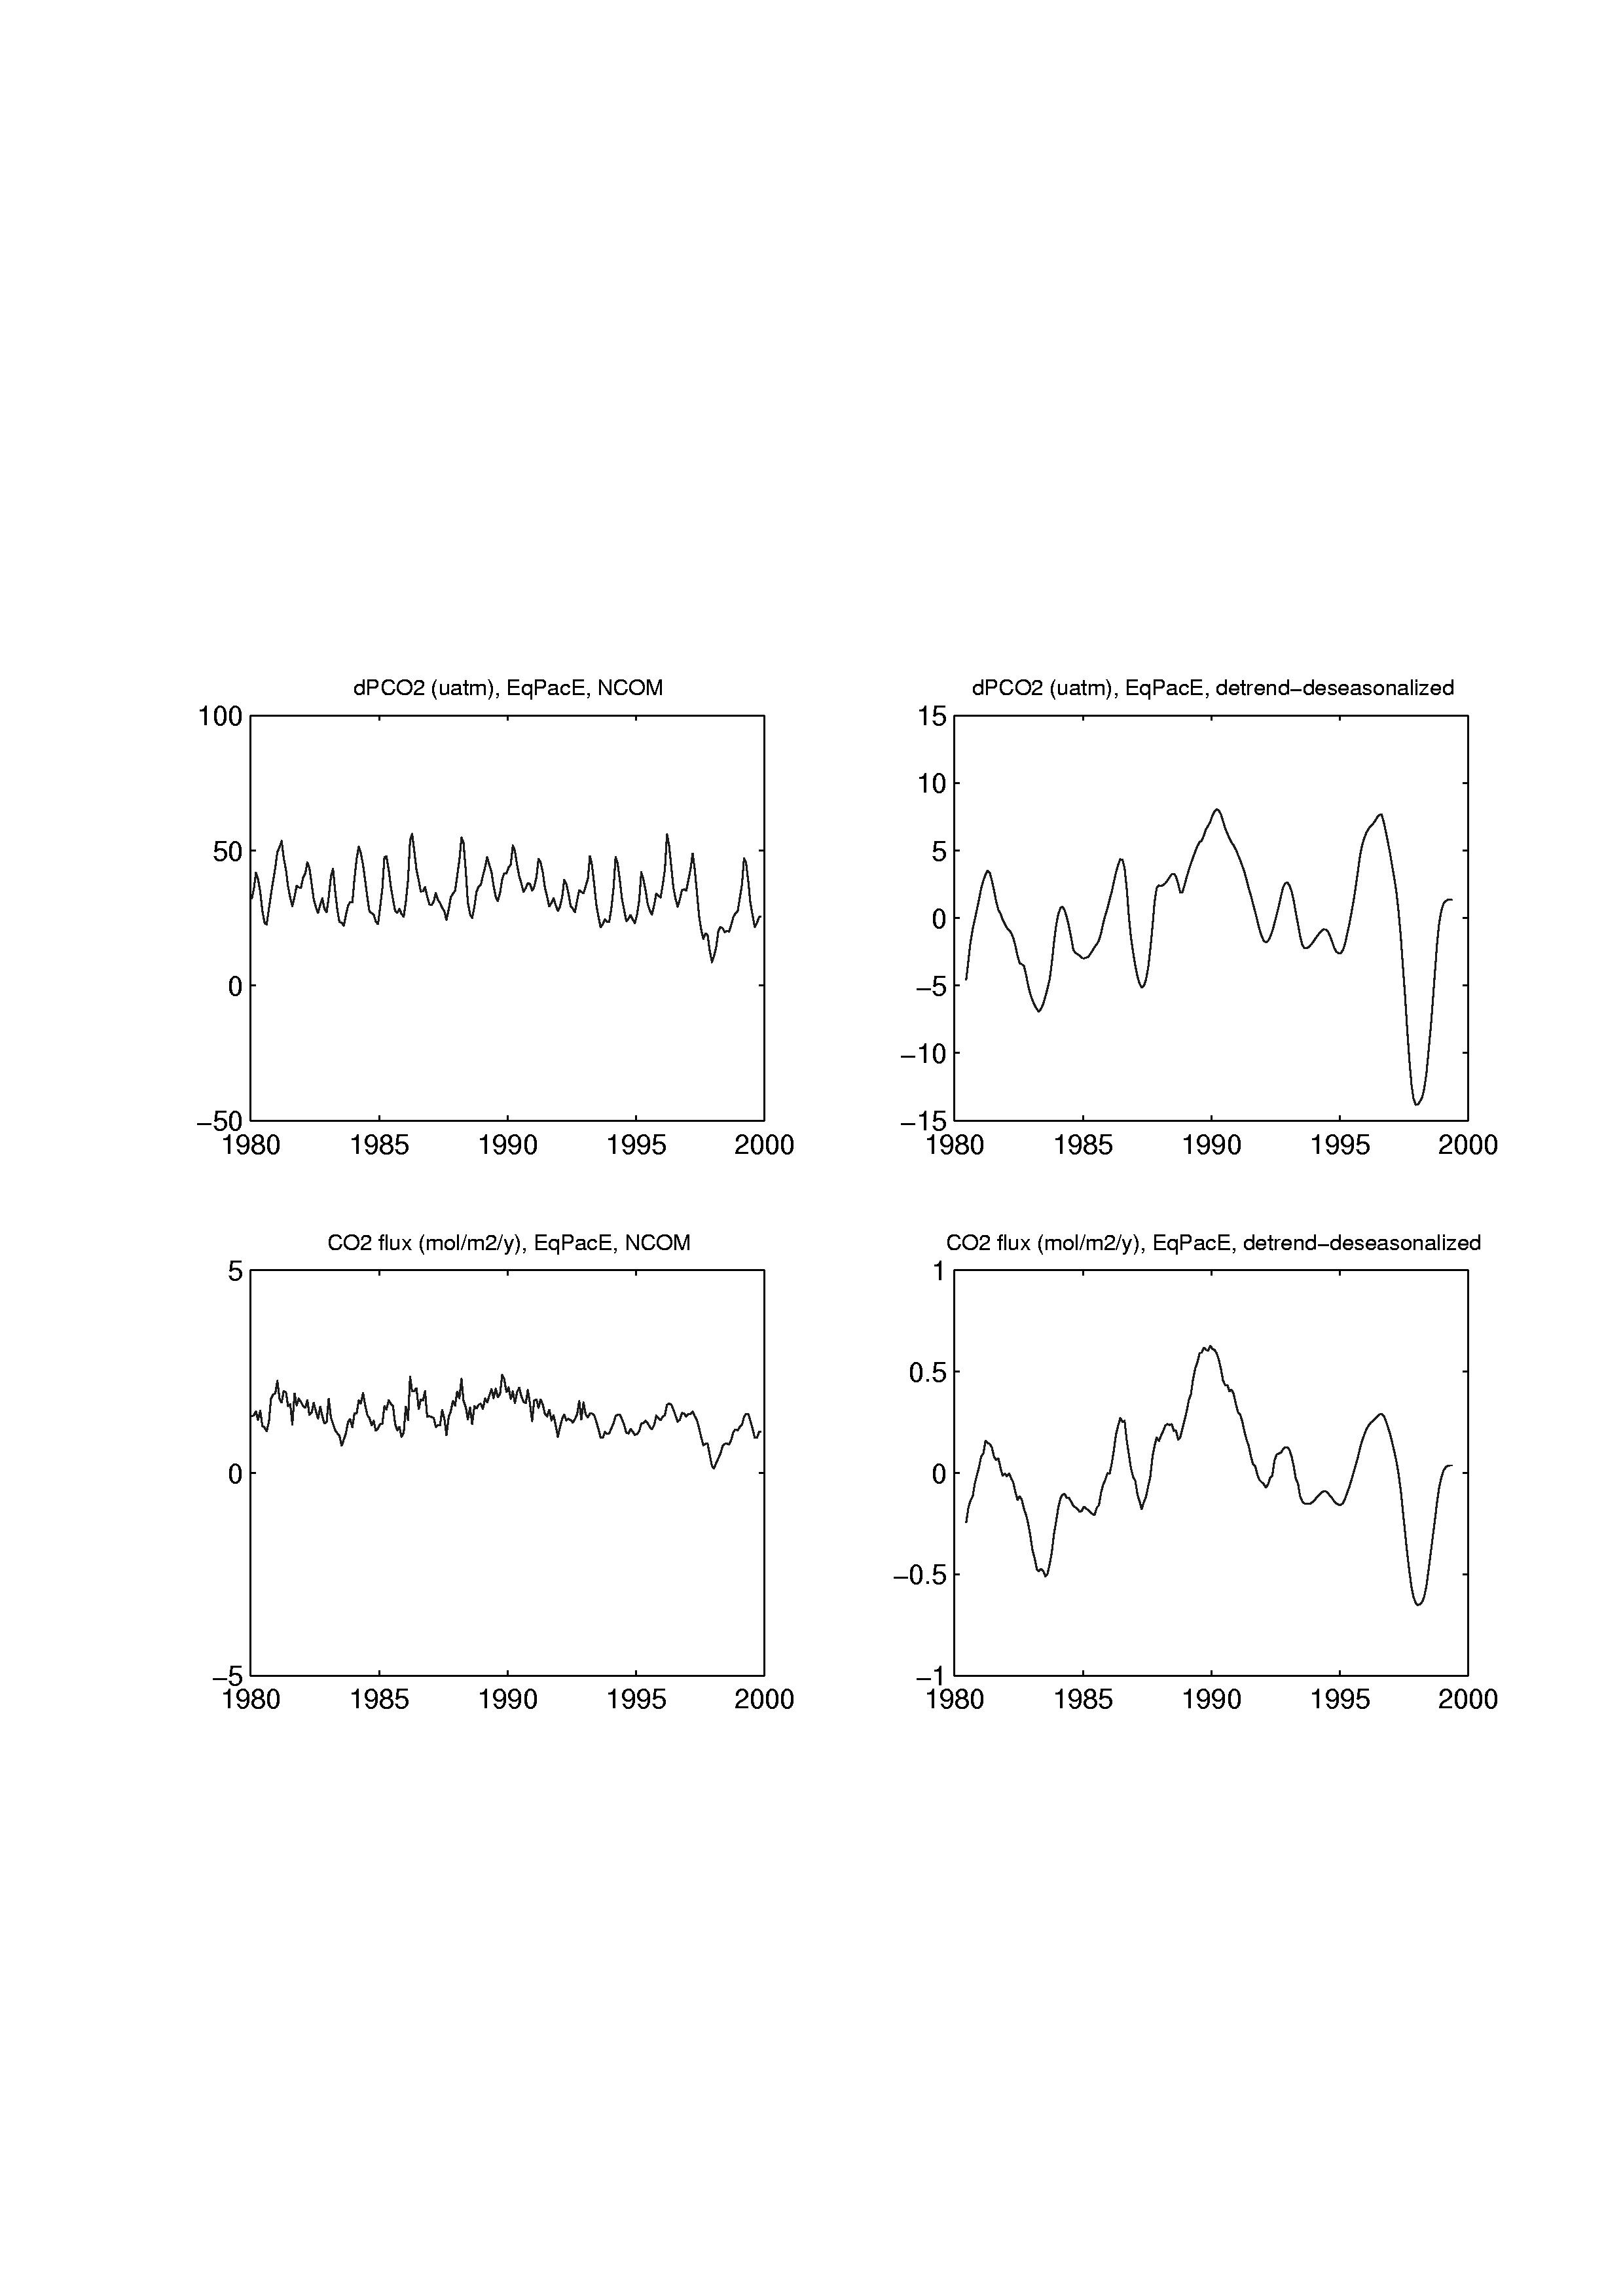 dPCO2 (uatm), EqPacE, NCOM
100
50
0
−50
1980 1985 1990 1995 2000
dPCO2 (uatm), EqPacE, detrend−deseasonalized
15
10
5
0
−5
−10
−15
1980 1985 1990 1995 2000
CO2 flux (mol/m2/y), EqPacE, NCOM
5
0
−5
1980 1985 1990 1995 2000
CO2 flux (mol/m2/y), EqPacE, detrend−deseasonalized
1
0.5
0
−0.5
−1
1980 1985 1990 1995 2000